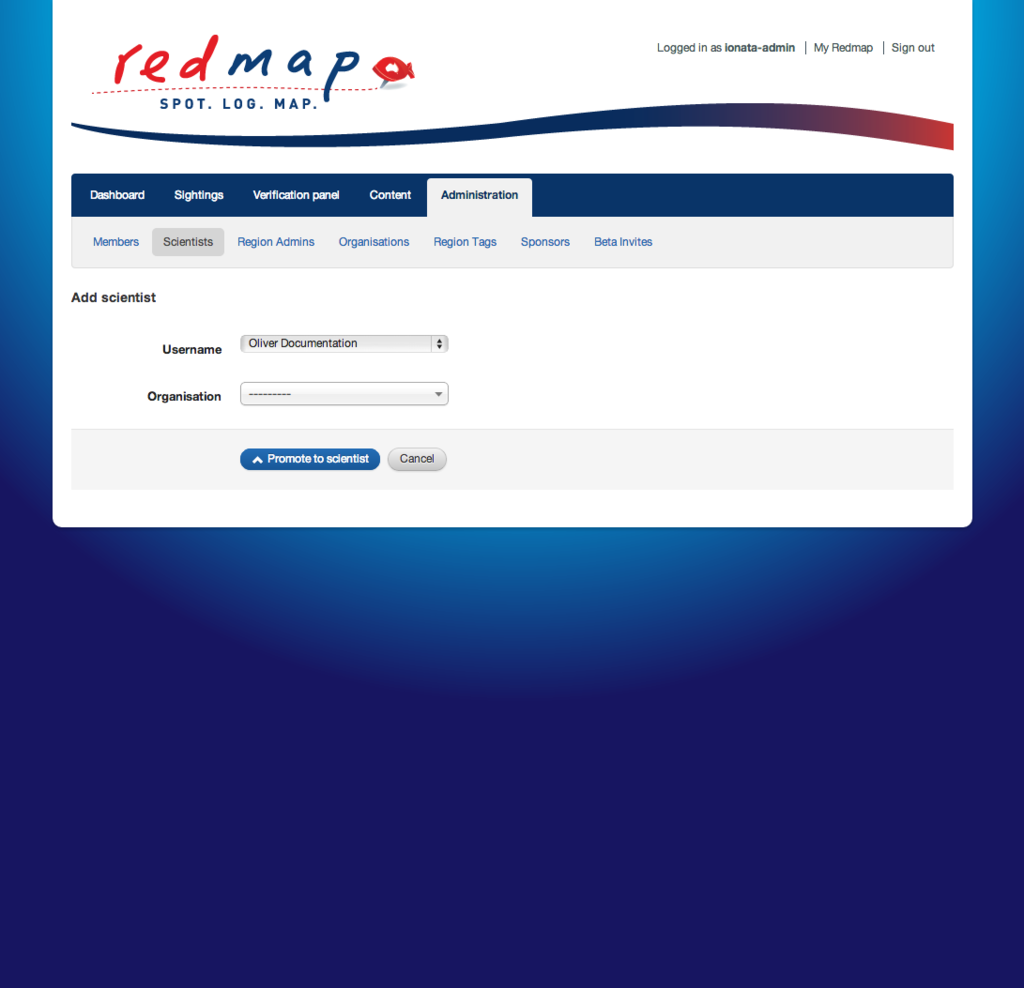 redmap
SPOT. LOG. MAP.
Logged in as ionata-admin | My Redmap | Sign out
Dashboard Sightings Verification panel Content Administration
Members Scientists Region Admins Organisations Region Tags Sponsors Beta Invites
Add scientist
Username Oliver Documentation
Organisation ---------
Promote to scientist Cancel